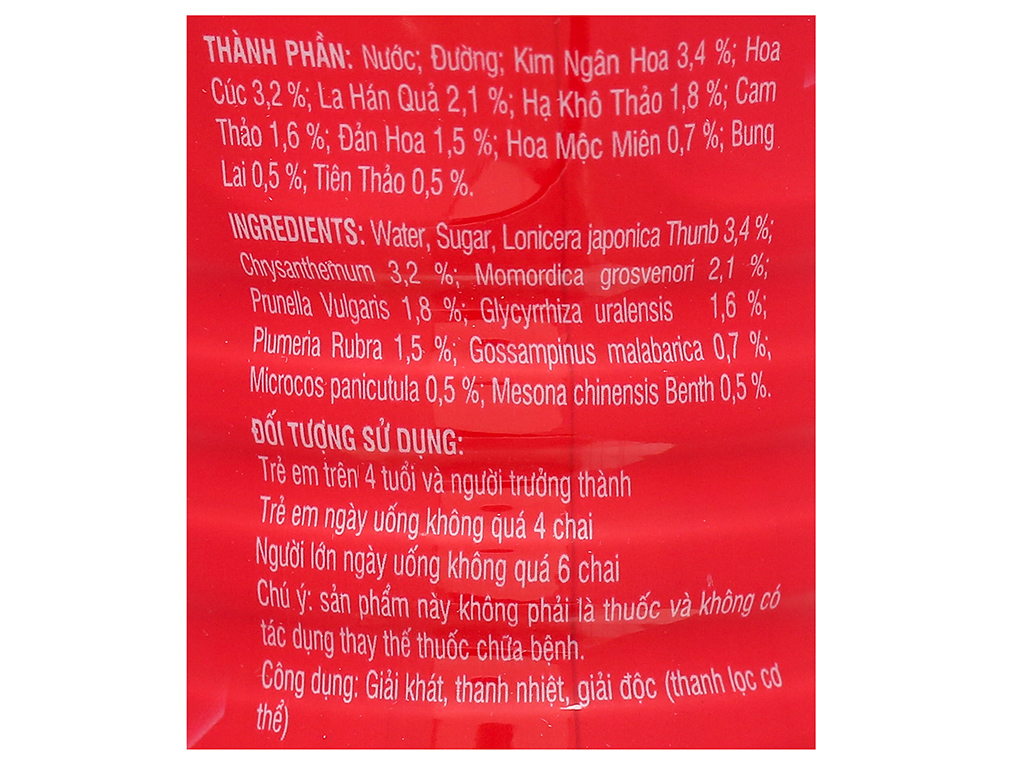 THÀNH PHẦN: Nước; Đường; Kim Ngân Hoa 3,4 %; Hoa
Cúc 3,2 %; La Hán Quả 2,1 %; Hạ Khô Thảo 1,8 %; Cam
Thảo 1,6 %; Đản Hoa 1,5 %; Hoa Mộc Miên 0,7 %; Bung
Lai 0,5 %; Tiên Thảo 0,5 %.
INGREDIENTS: Water, Sugar, Lonicera japonica Thunb 3,4 %;
Chrysanthemum 3,2 %; Momordica grosvenori 2,1 %;
Prunella Vulgaris 1,8 %; Glycyrrhiza uralensis 1,6 %;
Plumeria Rubra 1,5 %; Gossampinus malabarica 0,7 %;
Microcos panicutula 0,5 %; Mesona chinensis Benth 0,5 %.
ĐỐI TƯỢNG SỬ DỤNG:
Trẻ em trên 4 tuổi và người trưởng thành
Trẻ em ngày uống không quá 4 chai
Người lớn ngày uống không quá 6 chai
Chú ý: sản phẩm này không phải là thuốc và không có
tác dụng thay thế thuốc chữa bệnh.
Công dụng: Giải khát, thanh nhiệt, giải độc (thanh lọc cơ
thể)